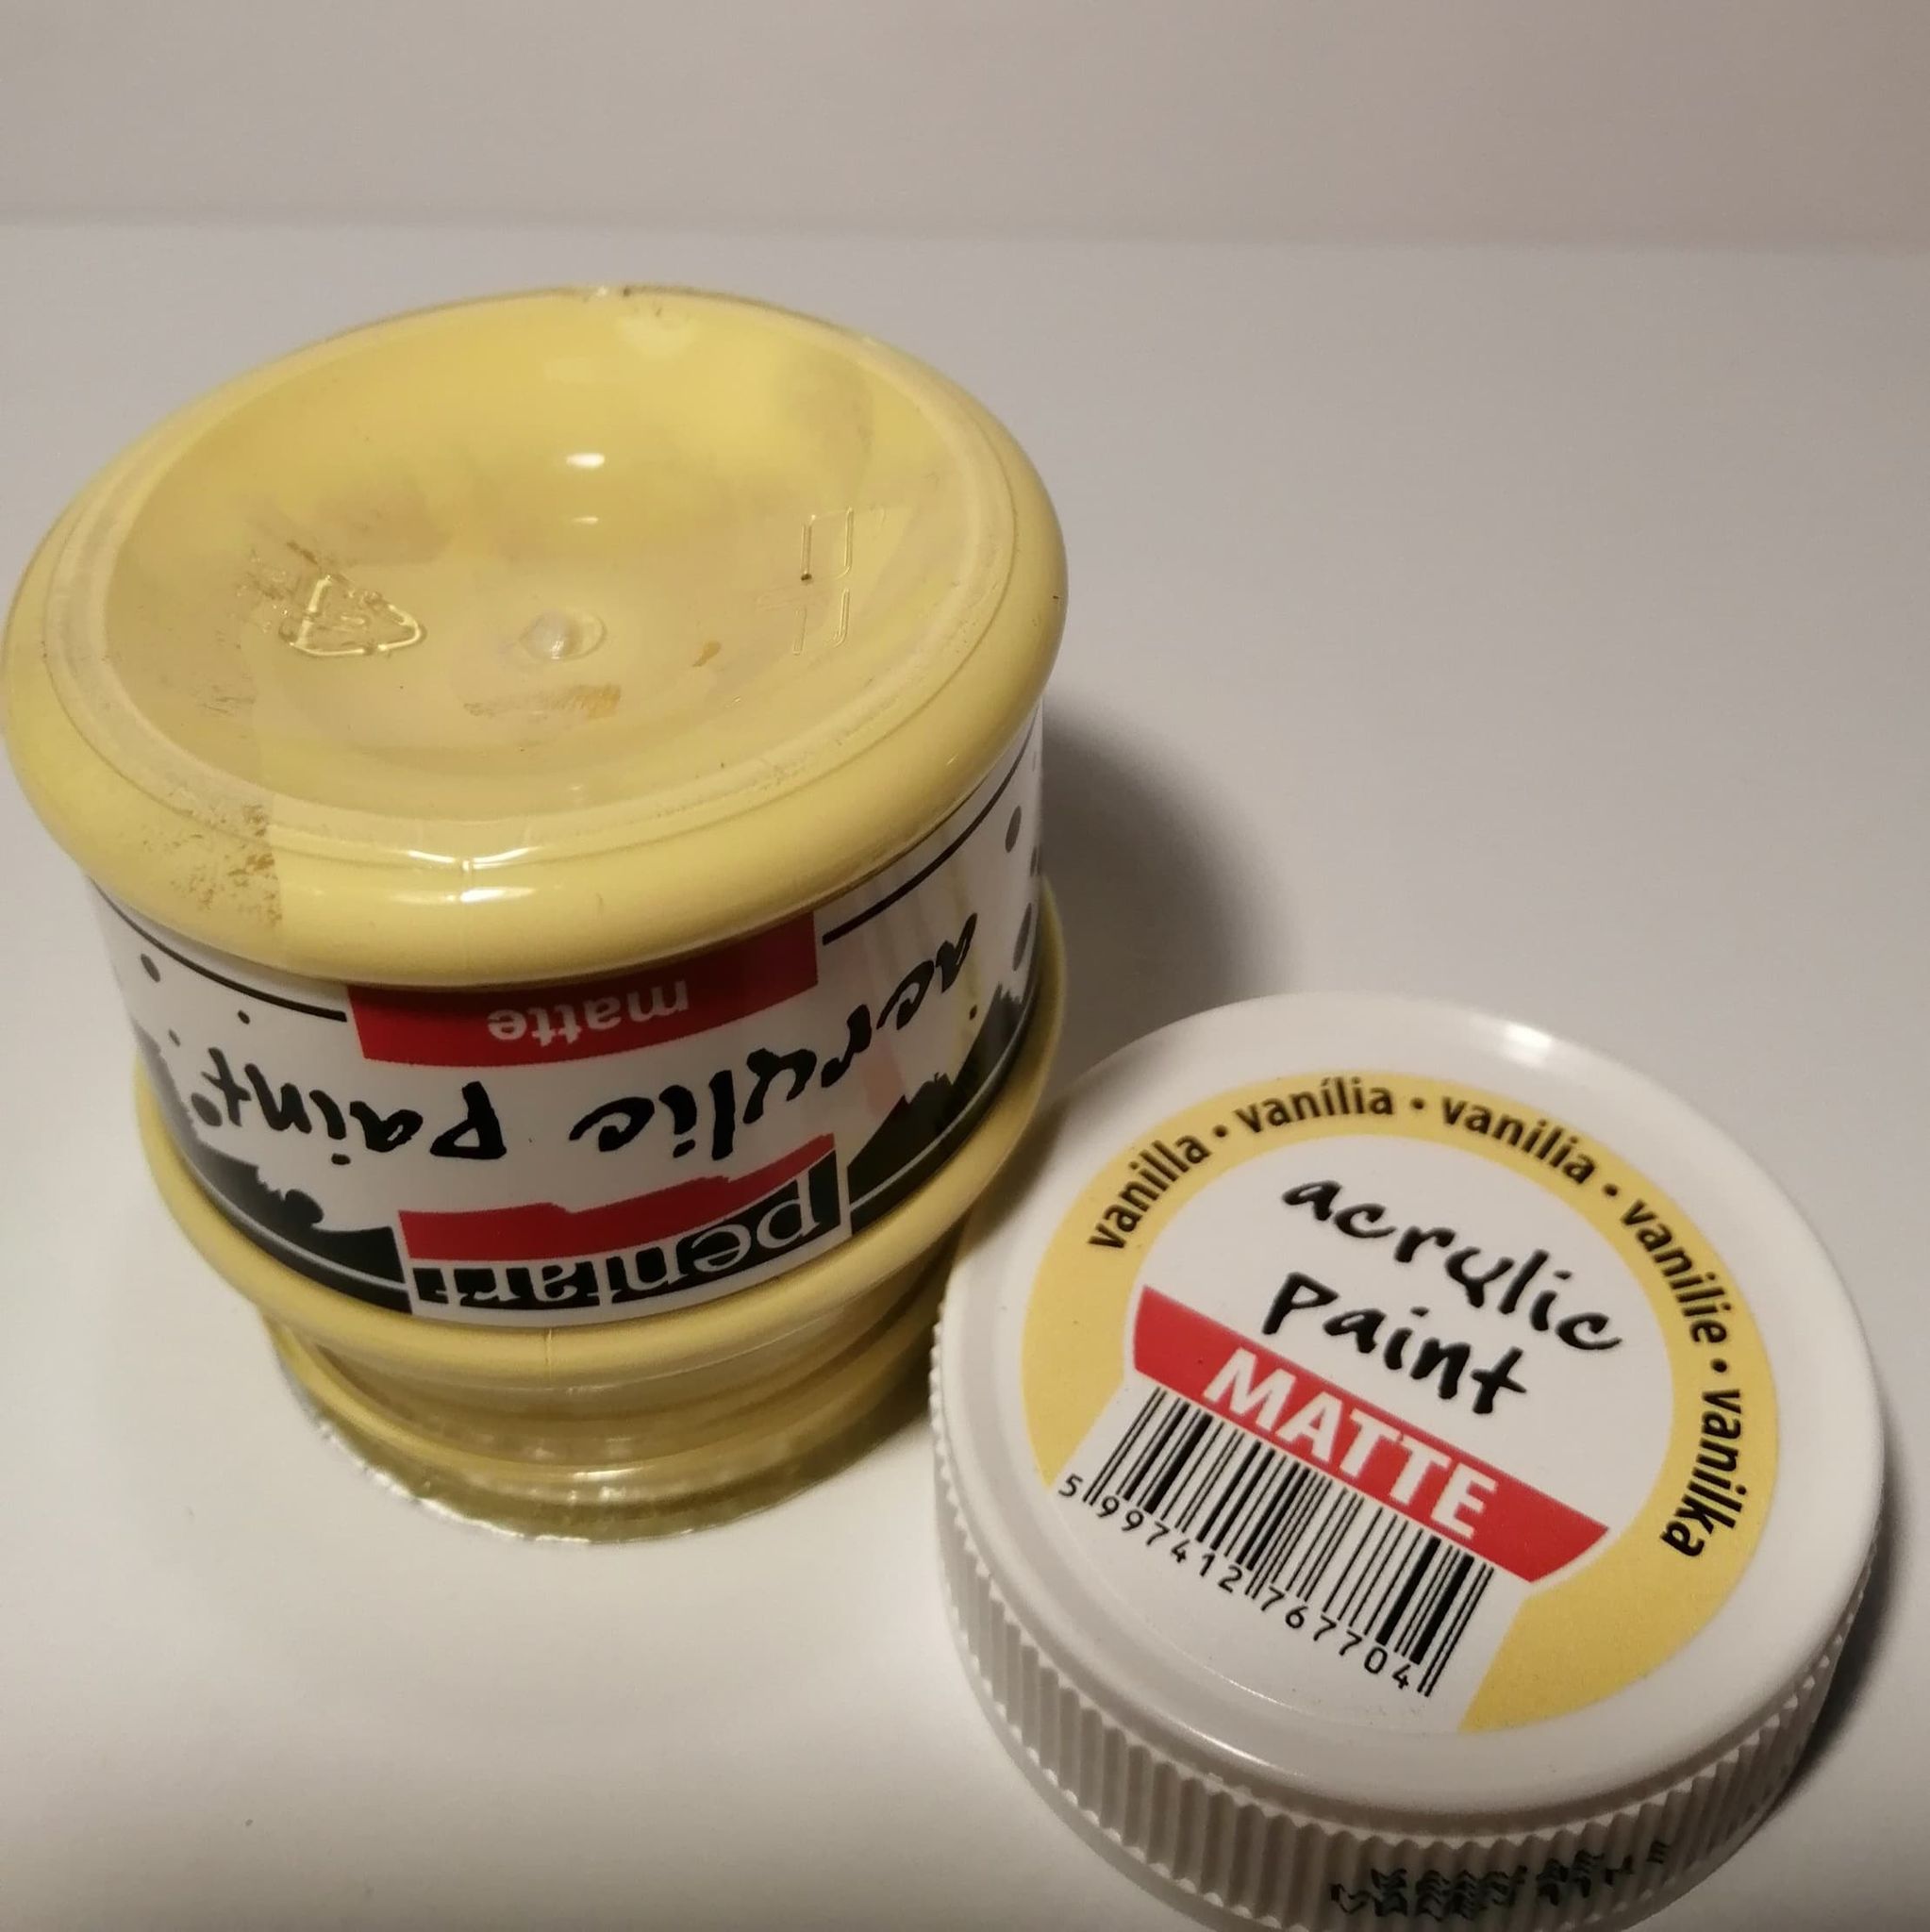 matte
acrylic paint
pentart
vanilla • vanília • vanilia • vanilie • vanilka
acrylic
paint
MATTE
5 997412 767704